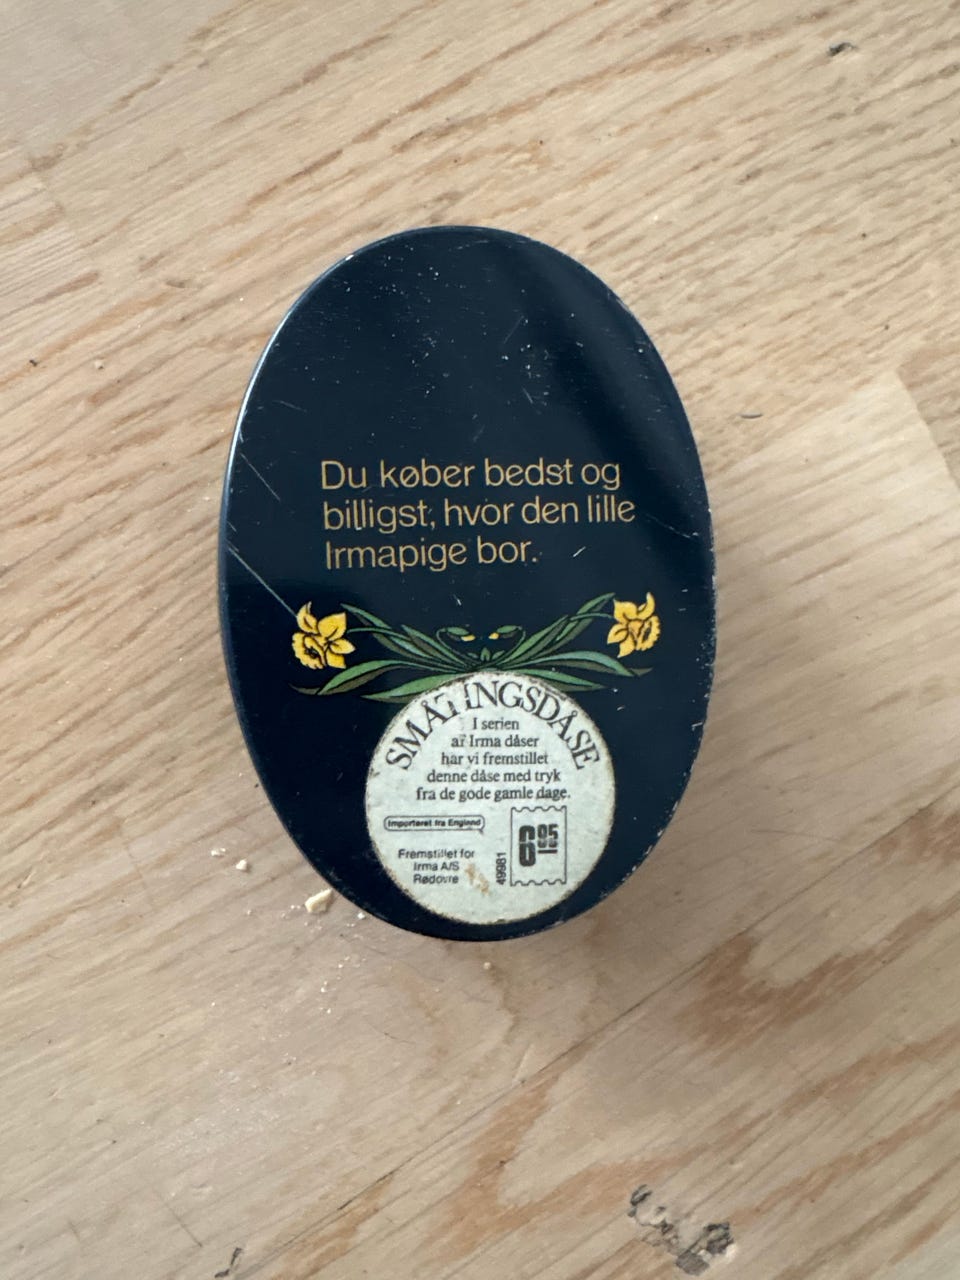 Du køber bedst og
billigst, hvor den lille
Irmapige bor.
SMÅTINGSDÅSE
I serien
af Irma dåser
har vi fremstillet
denne dåse med tryk
fra de gode gamle dage.
Importeret fra England
Fremstillet for
Irma A/S
Rødovre
49981
6 95